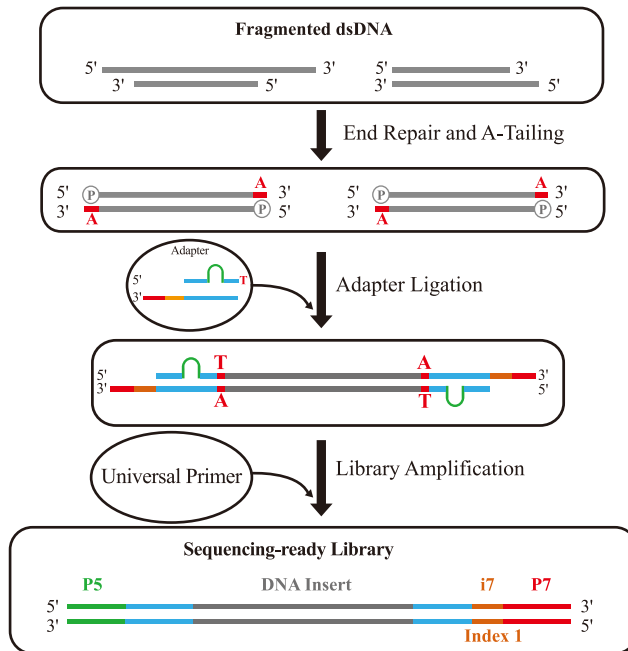 Fragmented dsDNA
5' 3' 5' 3'
3' 5' 3' 5'
End Repair and A-Tailing
A A
5' P 3' 5' P 3'
3' P 5' 3' P 5'
A A
Adapter
5' T
3'
Adapter Ligation
T A
5' 3'
3' 5'
A T
Universal Primer
Library Amplification
Sequencing-ready Library
P5 DNA Insert i7 P7
5' 3'
3' 5'
Index 1